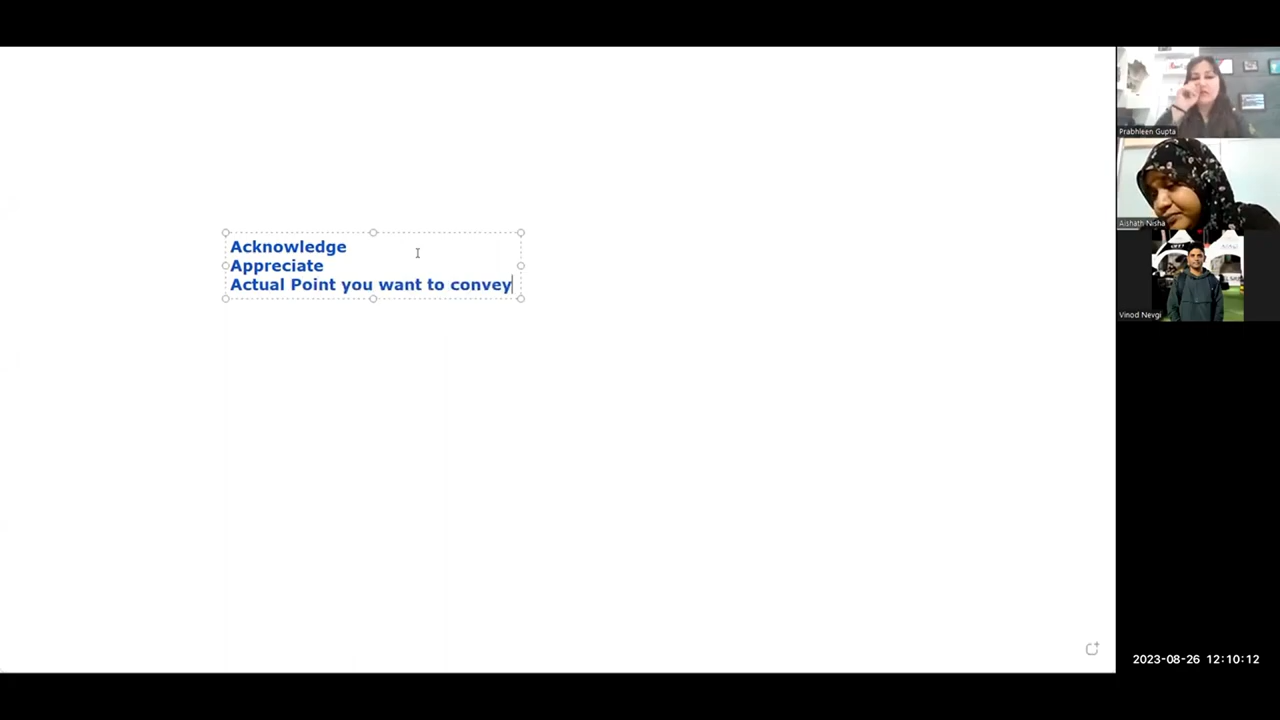 Acknowledge
Appreciate
Actual Point you want to convey
Prabhleen Gupta
Aishath Nisha
Vinod Nevgi
2023-08-26 12:10:12